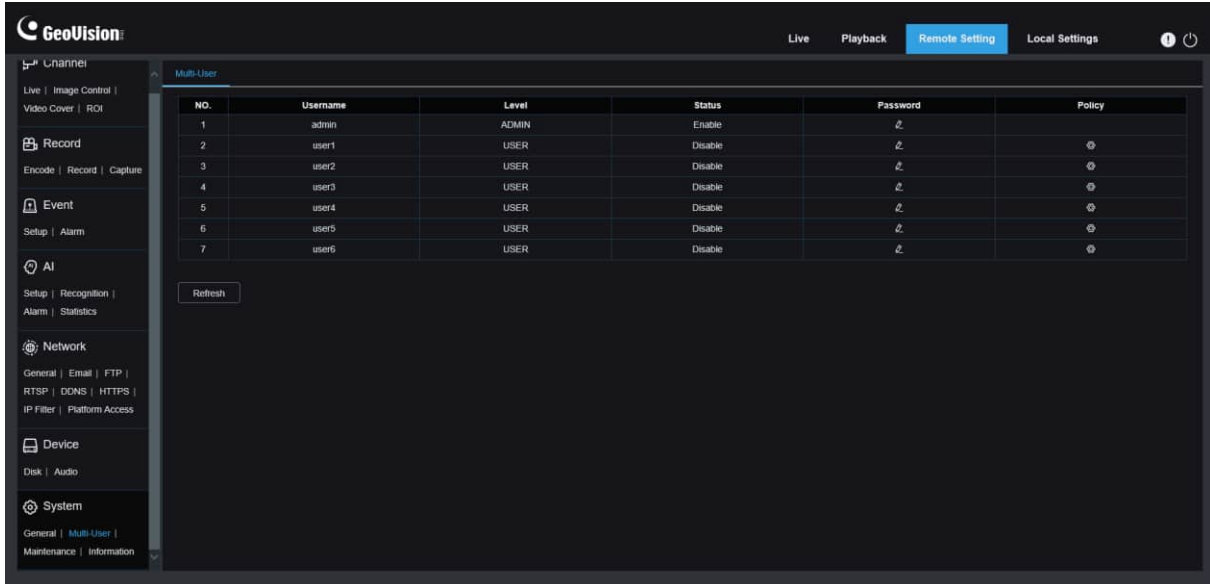 GeoVision
Live Playback Remote Setting Local Settings
Channel
Live | Image Control |
Video Cover | ROI
Record
Encode | Record | Capture
Event
Setup | Alarm
AI
Setup | Recognition |
Alarm | Statistics
Network
General | Email | FTP |
RTSP | DDNS | HTTPS |
IP Filter | Platform Access
Device
Disk | Audio
System
General | Multi-User |
Maintenance | Information
Multi-User
NO. Username Level Status Password Policy
1 admin ADMIN Enable
2 user1 USER Disable
3 user2 USER Disable
4 user3 USER Disable
5 user4 USER Disable
6 user5 USER Disable
7 user6 USER Disable
Refresh